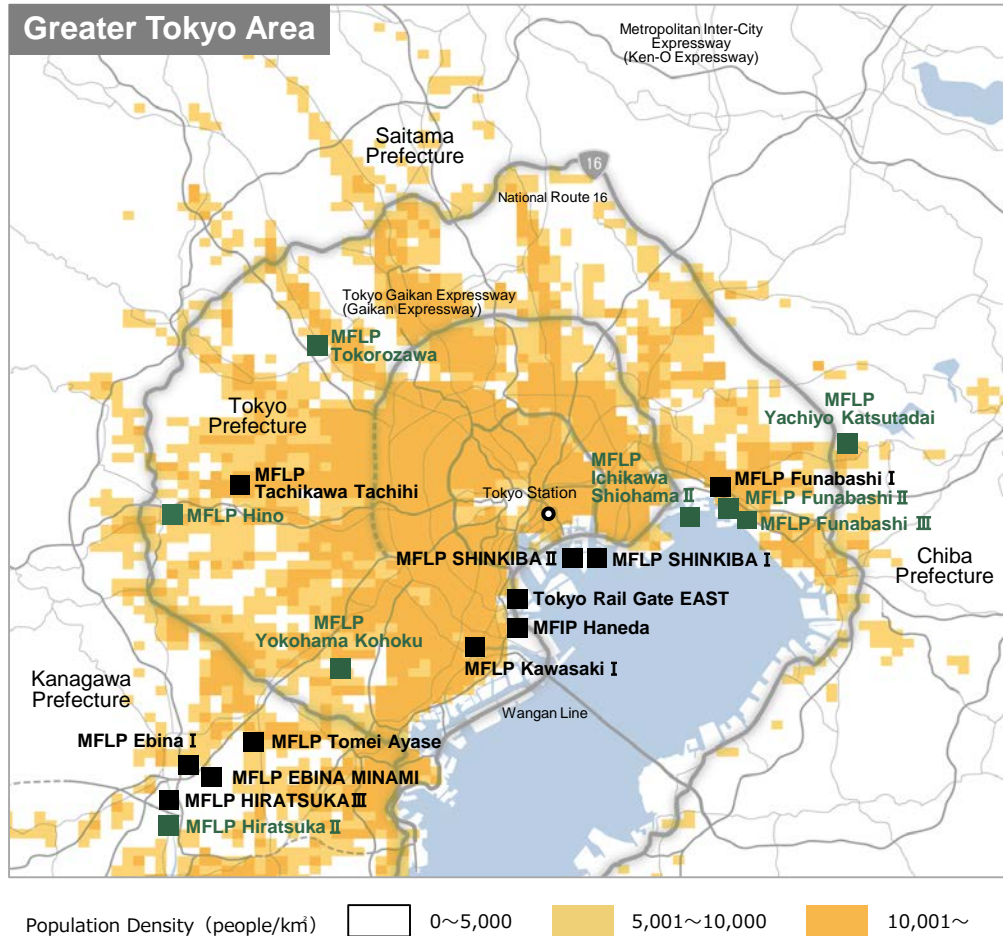 Greater Tokyo Area
Metropolitan Inter-City
Expressway
(Ken-O Expressway)
Saitama
Prefecture
16
National Route 16
Tokyo Gaikan Expressway
(Gaikan Expressway)
MFLP
Tokorozawa
Tokyo
Prefecture
MFLP
Yachiyo Katsutadai
MFLP
Tachikawa Tachihi
MFLP
Ichikawa
Shiohama Ⅱ
MFLP Funabashi Ⅰ
Tokyo Station
MFLP Funabashi Ⅱ
MFLP Hino
MFLP Funabashi Ⅲ
MFLP SHINKIBA Ⅱ
MFLP SHINKIBA Ⅰ
Chiba
Prefecture
Tokyo Rail Gate EAST
MFLP
Yokohama Kohoku
MFIP Haneda
MFLP Kawasaki Ⅰ
Kanagawa
Prefecture
Wangan Line
MFLP Ebina Ⅰ
MFLP Tomei Ayase
MFLP EBINA MINAMI
MFLP HIRATSUKA Ⅲ
MFLP Hiratsuka Ⅱ
Population Density (people/k㎡) 0～5,000 5,001～10,000 10,001～